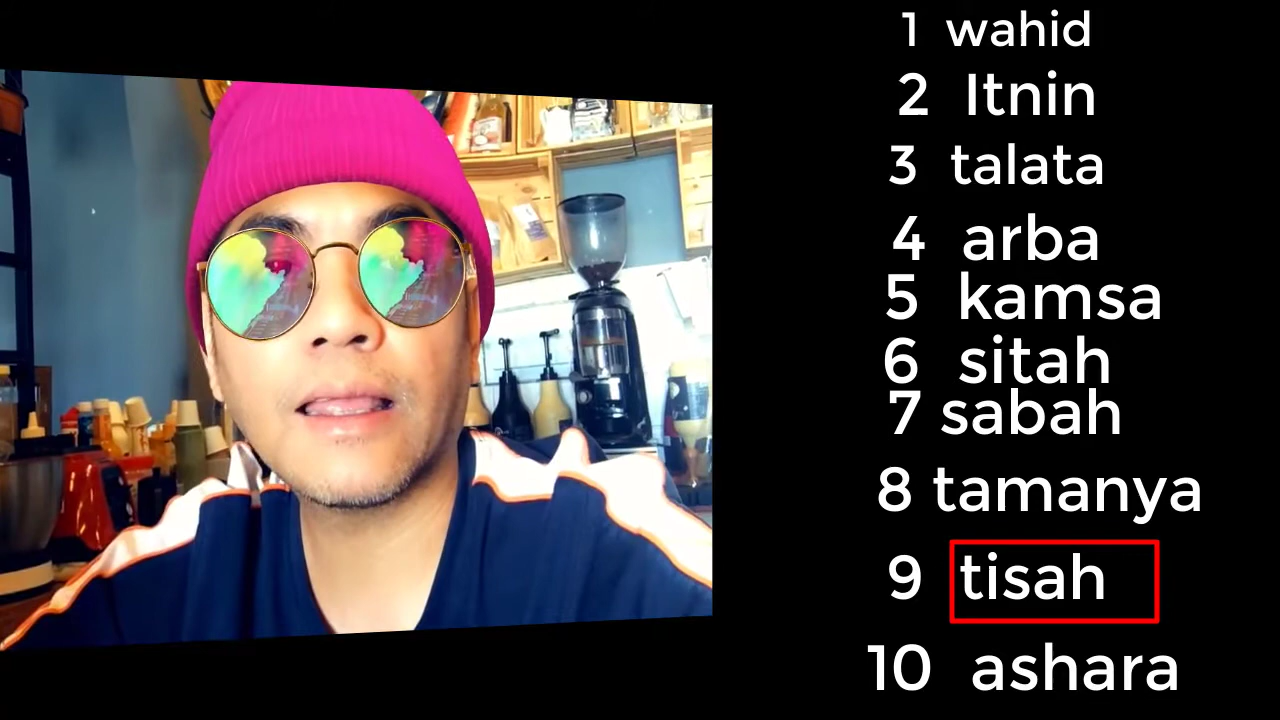 1 wahid
2 Itnin
3 talata
4 arba
5 kamsa
6 sitah
7 sabah
8 tamanya
9 tisah
10 ashara